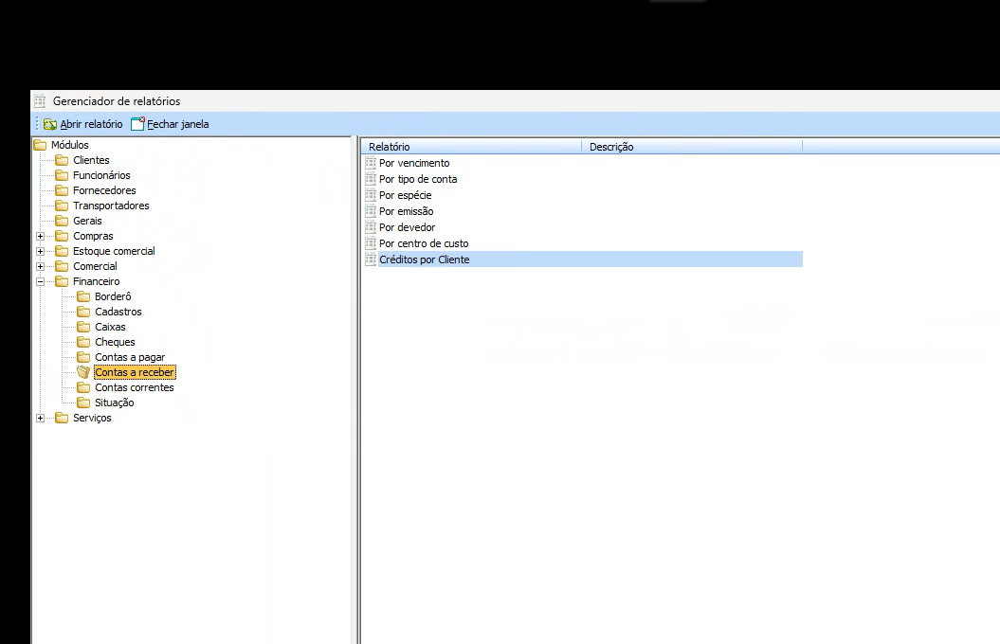 Gerenciador de relatórios
Abrir relatório Fechar janela
Módulos
Clientes
Funcionários
Fornecedores
Transportadores
Gerais
Compras
Estoque comercial
Comercial
Financeiro
Borderô
Cadastros
Caixas
Cheques
Contas a pagar
Contas a receber
Contas correntes
Situação
Serviços
Relatório Descrição
Por vencimento
Por tipo de conta
Por espécie
Por emissão
Por devedor
Por centro de custo
Créditos por Cliente